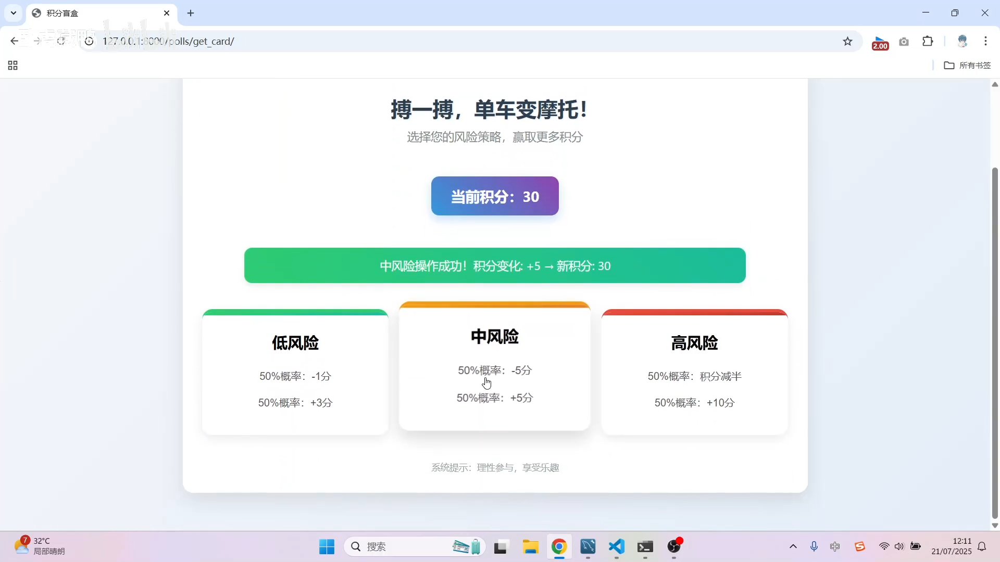 积分盲盒
127.0.0.1:8000/polls/get_card/
2.00
所有书签
搏一搏，单车变摩托！
选择您的风险策略，赢取更多积分
当前积分：30
中风险操作成功！积分变化: +5 → 新积分: 30
低风险
50%概率：-1分
50%概率：+3分
中风险
50%概率：-5分
50%概率：+5分
高风险
50%概率：积分减半
50%概率：+10分
系统提示：理性参与，享受乐趣
7
32°C
局部晴朗
搜索
中
12:11
21/07/2025